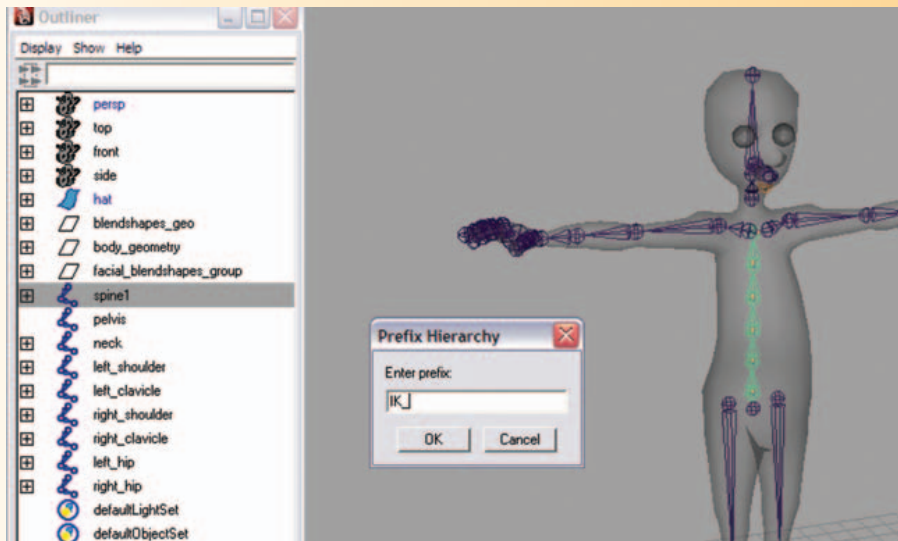 Outliner
Display Show Help
persp
top
front
side
hat
blendshapes_geo
body_geometry
facial_blendshapes_group
spine1
pelvis
neck
left_shoulder
left_clavicle
right_shoulder
right_clavicle
left_hip
right_hip
defaultLightSet
defaultObjectSet
Prefix Hierarchy
Enter prefix:
IK_
OK Cancel